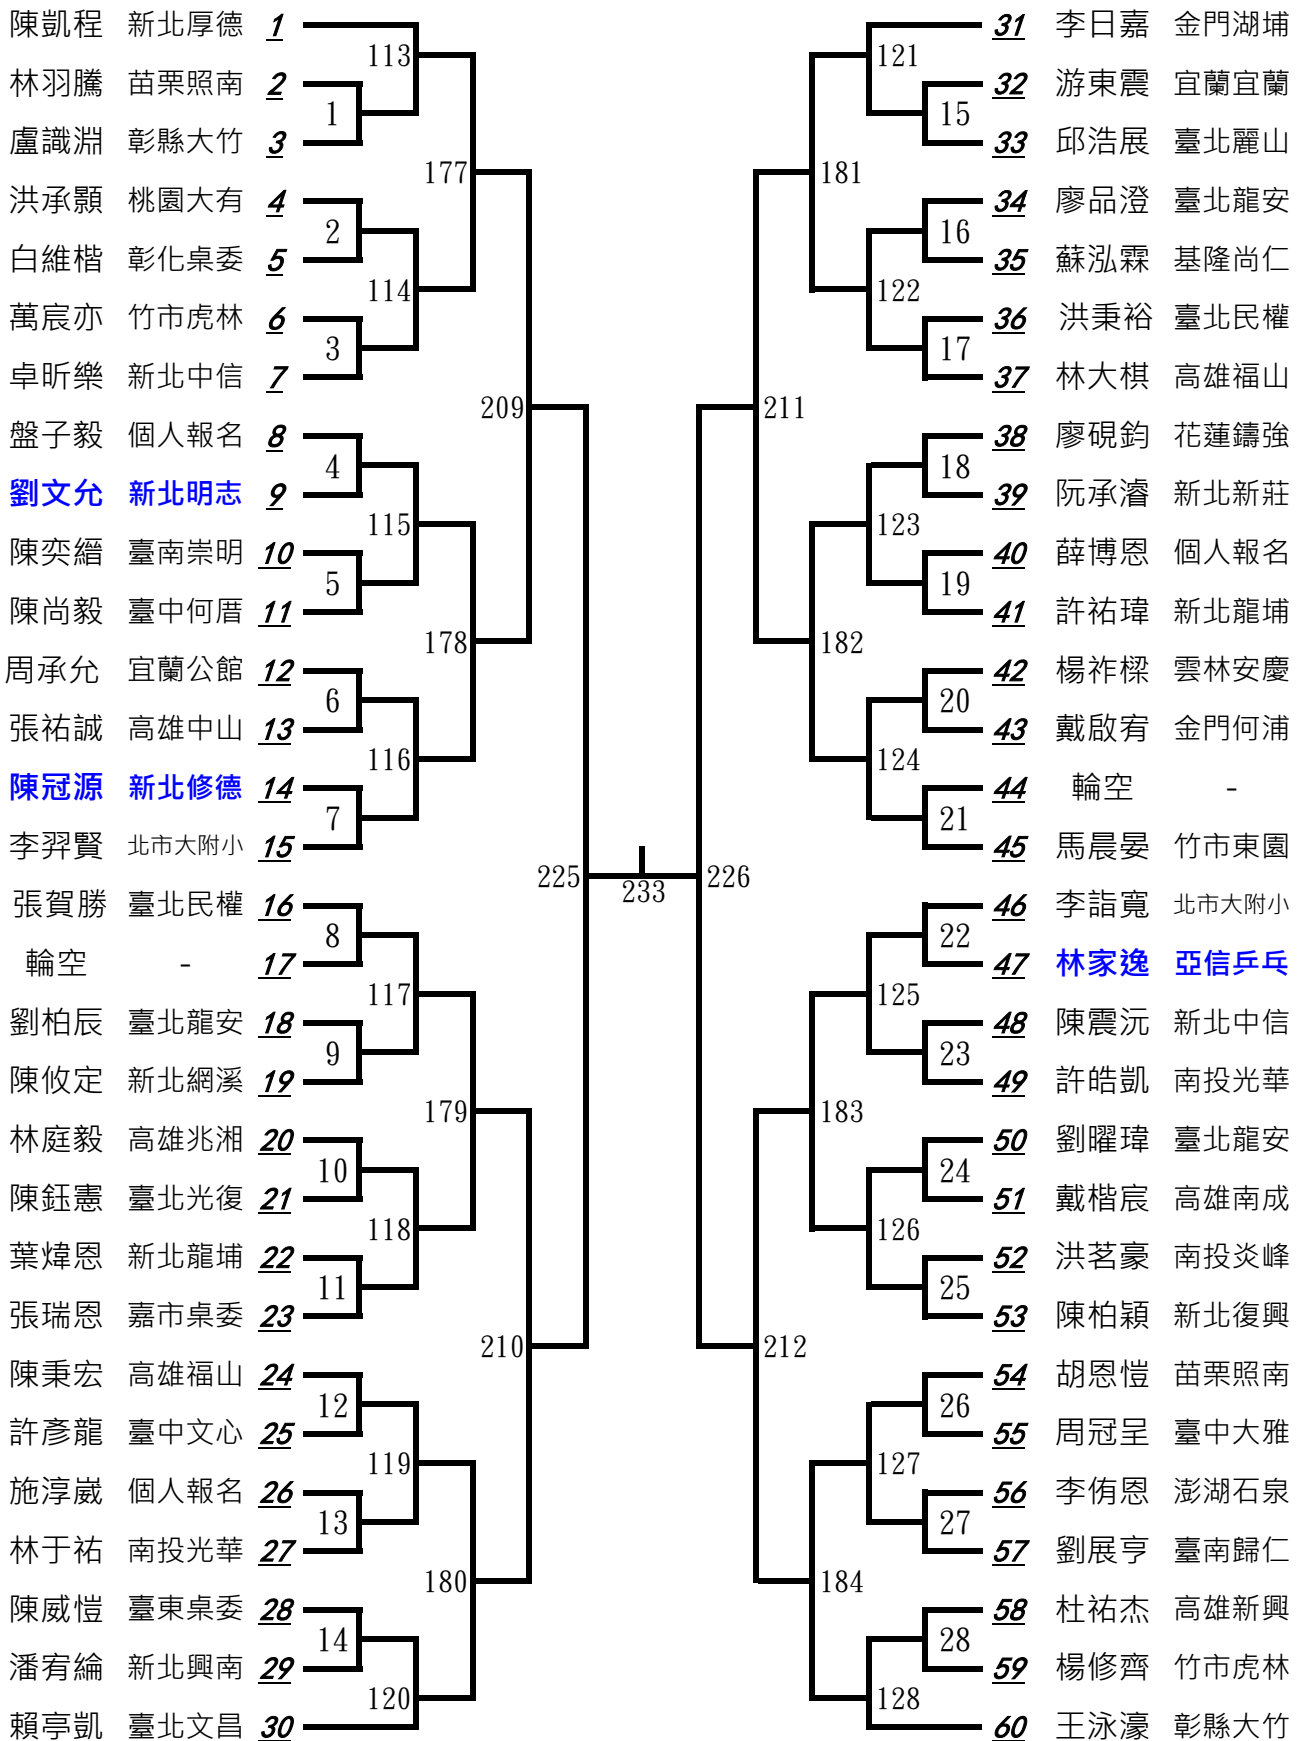 陳凱程 新北厚德 1
113
林羽騰 苗栗照南 2
1
盧識淵 彰縣大竹 3
177
洪承顥 桃園大有 4
2
白維楷 彰化桌委 5
114
萬宸亦 竹市虎林 6
3
卓昕樂 新北中信 7
209
盤子毅 個人報名 8
4
劉文允 新北明志 9
115
陳奕縉 臺南崇明 10
5
陳尚毅 臺中何厝 11
178
周承允 宜蘭公館 12
6
張祐誠 高雄中山 13
116
陳冠源 新北修德 14
7
李羿賢 北市大附小 15
225
張賀勝 臺北民權 16
8
輪空 - 17
117
劉柏辰 臺北龍安 18
9
陳攸定 新北網溪 19
179
林庭毅 高雄兆湘 20
10
陳鈺憲 臺北光復 21
118
葉煒恩 新北龍埔 22
11
張瑞恩 嘉市桌委 23
210
陳秉宏 高雄福山 24
12
許彥龍 臺中文心 25
119
施淳崴 個人報名 26
13
林于祐 南投光華 27
180
陳威愷 臺東桌委 28
14
潘宥綸 新北興南 29
120
賴亭凱 臺北文昌 30
233
31 李日嘉 金門湖埔
121
32 游東震 宜蘭宜蘭
15
33 邱浩展 臺北麗山
181
34 廖品澄 臺北龍安
16
35 蘇泓霖 基隆尚仁
122
36 洪秉裕 臺北民權
17
37 林大棋 高雄福山
211
38 廖硯鈞 花蓮鑄強
18
39 阮承濬 新北新莊
123
40 薛博恩 個人報名
19
41 許祐瑋 新北龍埔
182
42 楊祚樑 雲林安慶
20
43 戴啟宥 金門何浦
124
44 輪空 -
21
45 馬晨晏 竹市東園
226
46 李詣寬 北市大附小
22
47 林家逸 亞信乒乓
125
48 陳震沅 新北中信
23
49 許皓凱 南投光華
183
50 劉曜瑋 臺北龍安
24
51 戴楷宸 高雄南成
126
52 洪茗豪 南投炎峰
25
53 陳柏穎 新北復興
212
54 胡恩愷 苗栗照南
26
55 周冠呈 臺中大雅
127
56 李侑恩 澎湖石泉
27
57 劉展亨 臺南歸仁
184
58 杜祐杰 高雄新興
28
59 楊修齊 竹市虎林
128
60 王泳濠 彰縣大竹